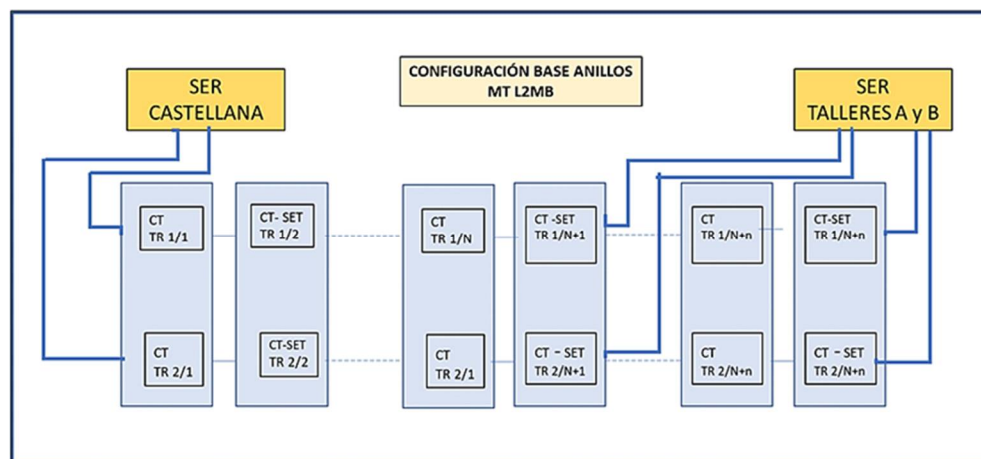 CONFIGURACIÓN BASE ANILLOS
MT L2MB
SER
CASTELLANA
SER
TALLERES A y B
CT
TR 1/1
CT- SET
TR 1/2
CT
TR 1/N
CT -SET
TR 1/N+1
CT
TR 1/N+n
CT-SET
TR 1/N+n
CT
TR 2/1
CT-SET
TR 2/2
CT
TR 2/1
CT - SET
TR 2/N+1
CT
TR 2/N+n
CT - SET
TR 2/N+n